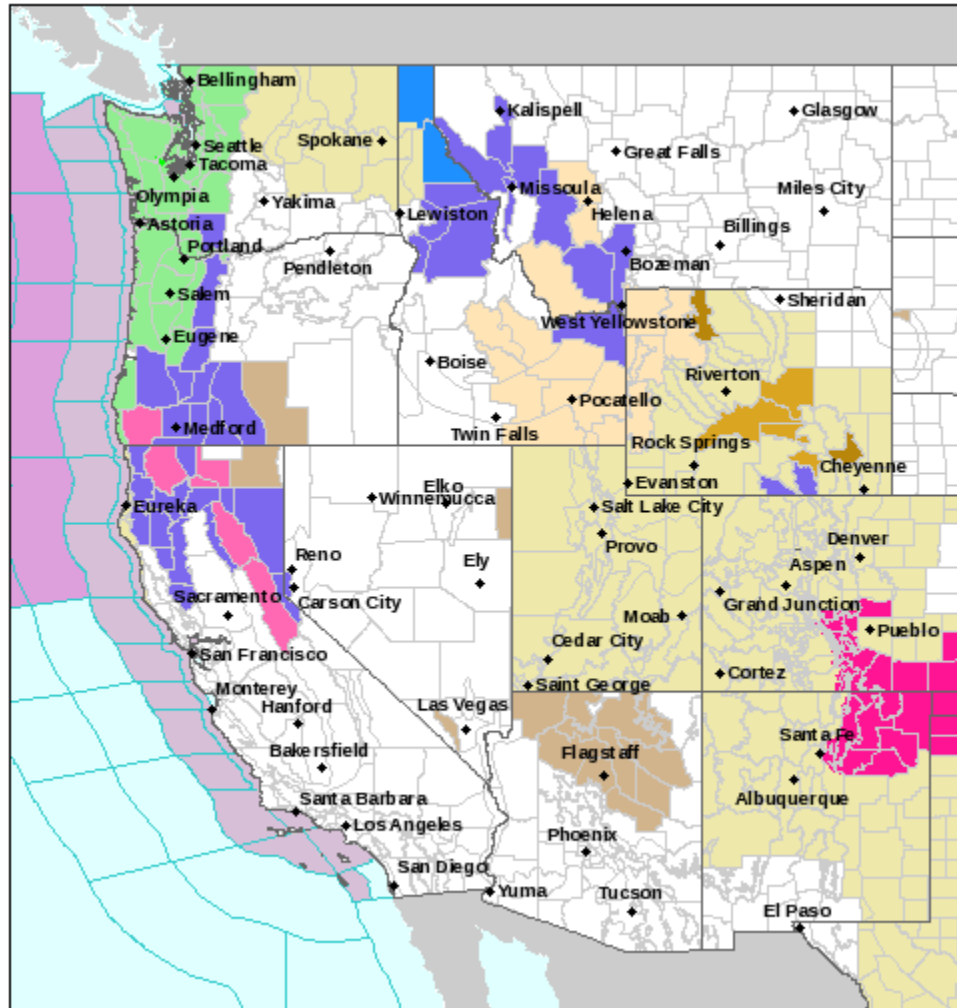 Bellingham
Kalispell
Glasgow
Seattle
Spokane
Great Falls
Tacoma
Olympia
Missoula
Miles City
Yakima
Lewiston
Helena
Astoria
Billings
Portland
Pendleton
Bozeman
Salem
Sheridan
West Yellowstone
Eugene
Boise
Riverton
Pocatello
Medford
Twin Falls
Rock Springs
Cheyenne
Elko
Evanston
Winnemucca
Eureka
Salt Lake City
Provo
Denver
Reno
Ely
Aspen
Sacramento
Carson City
Grand Junction
Moab
Pueblo
San Francisco
Cedar City
Cortez
Monterey
Saint George
Hanford
Las Vegas
Santa Fe
Bakersfield
Flagstaff
Albuquerque
Santa Barbara
Los Angeles
Phoenix
San Diego
Yuma
Tucson
El Paso